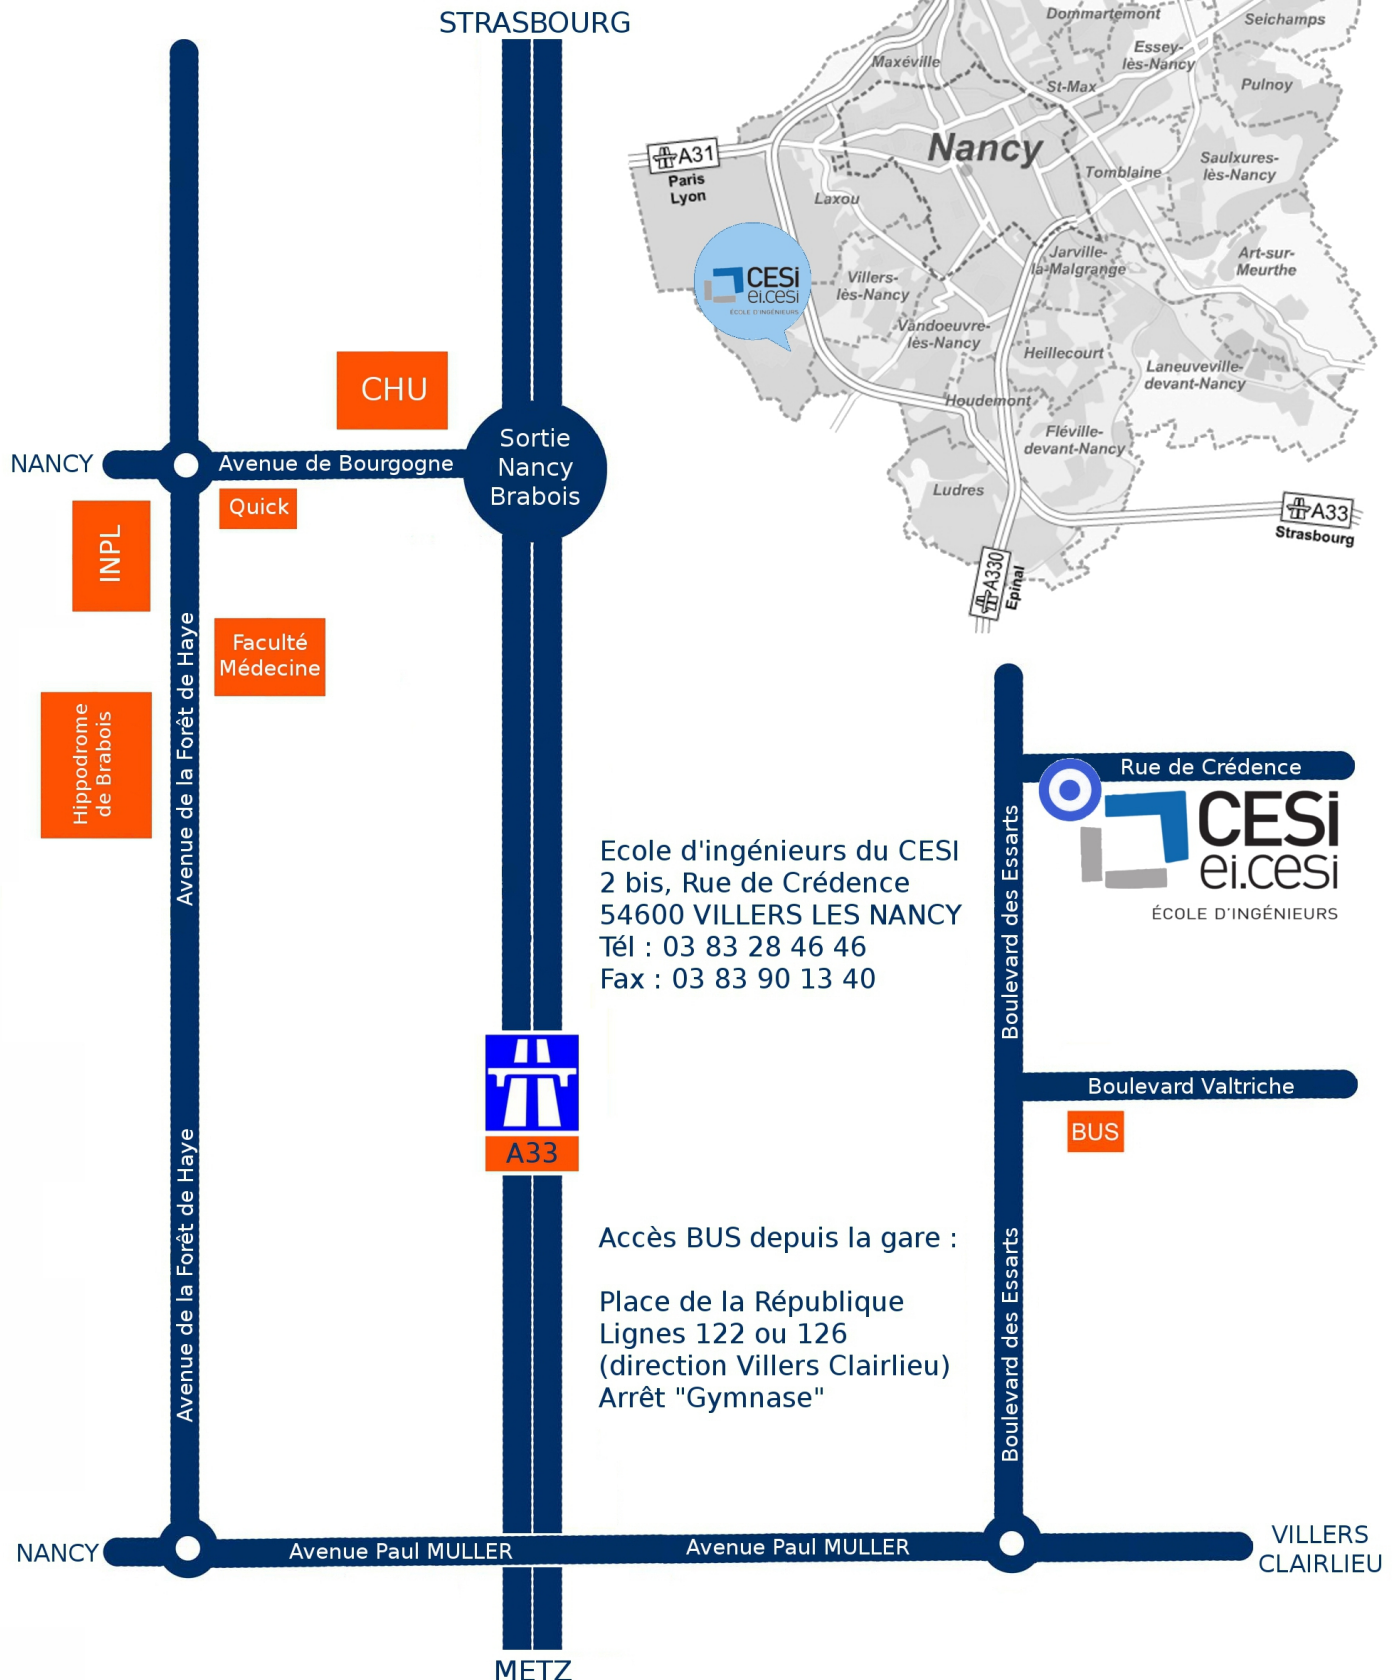 STRASBOURG
Dommartemont
Seichamps
Maxéville
Essey-
lès-Nancy
St-Max
Pulnoy
A31
Paris
Lyon
Nancy
Tomblaine
Saulxures-
lès-Nancy
Laxou
CESi
ei.cesi
ÉCOLE D'INGÉNIEURS
Villers-
lès-Nancy
Jarville-
la-Malgrange
Art-sur-
Meurthe
Vandoeuvre-
lès-Nancy
Heillecourt
Laneuveville-
devant-Nancy
Houdemont
Fléville-
devant-Nancy
Ludres
A33
Strasbourg
A330
Epinal
CHU
Sortie
Nancy
Brabois
NANCY
Avenue de Bourgogne
Quick
INPL
Faculté
Médecine
Hippodrome
de Brabois
Avenue de la Forêt de Haye
Avenue de la Forêt de Haye
Rue de Crédence
CESi
ei.cesi
ÉCOLE D'INGÉNIEURS
Ecole d'ingénieurs du CESI
2 bis, Rue de Crédence
54600 VILLERS LES NANCY
Tél : 03 83 28 46 46
Fax : 03 83 90 13 40
Boulevard des Essarts
Boulevard Valtriche
BUS
A33
Accès BUS depuis la gare :
Place de la République
Lignes 122 ou 126
(direction Villers Clairlieu)
Arrêt "Gymnase"
Boulevard des Essarts
NANCY
Avenue Paul MULLER
Avenue Paul MULLER
VILLERS
CLAIRLIEU
METZ